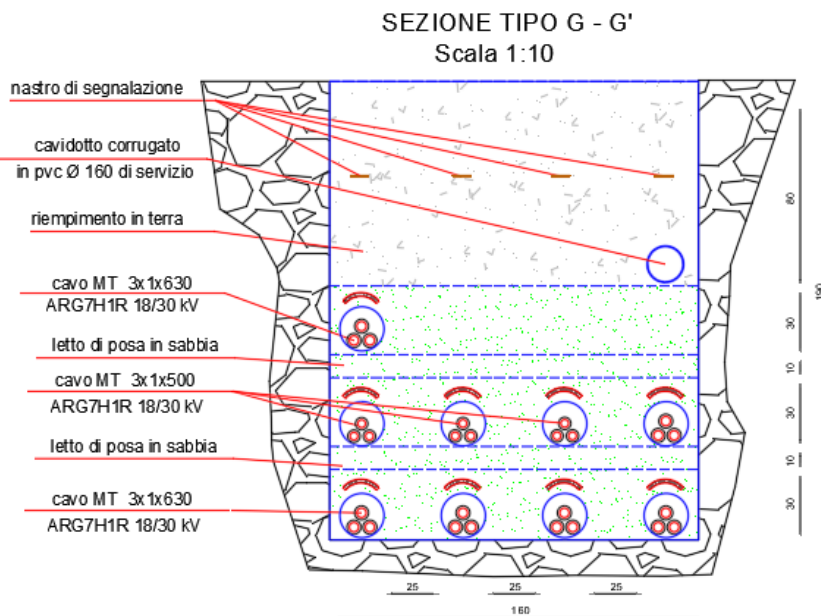 SEZIONE TIPO G - G'
Scala 1:10
nastro di segnalazione
cavidotto corrugato
in pvc Ø 160 di servizio
riempimento in terra
cavo MT 3x1x630
ARG7H1R 18/30 kV
letto di posa in sabbia
cavo MT 3x1x500
ARG7H1R 18/30 kV
letto di posa in sabbia
cavo MT 3x1x630
ARG7H1R 18/30 kV
80
190
30
10
30
10
30
25
25
25
160